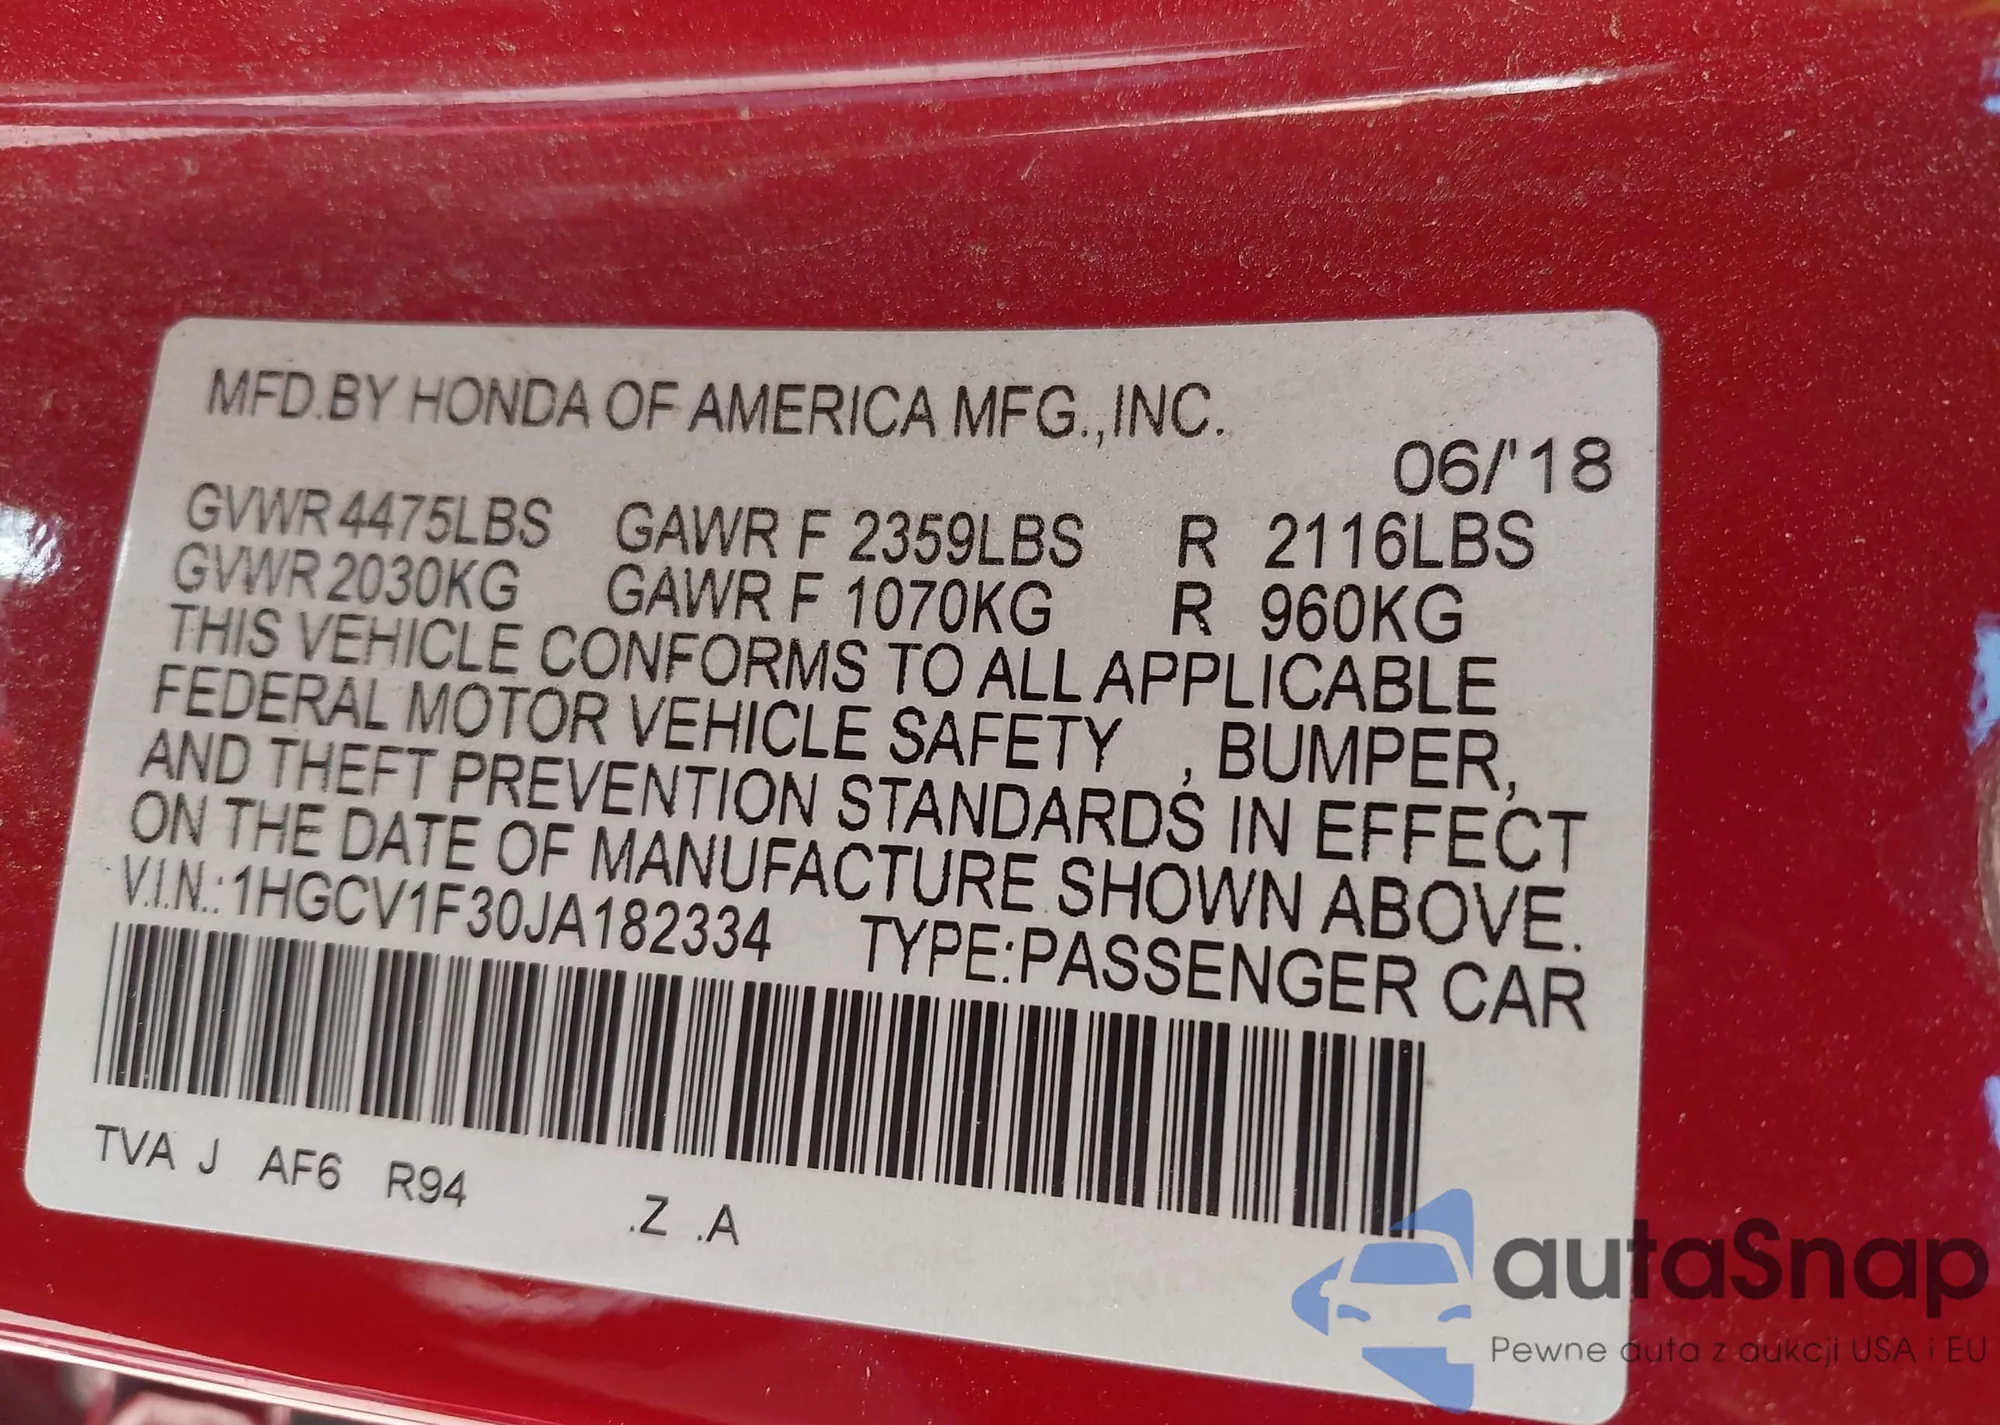 MFD.BY HONDA OF AMERICA MFG.,INC.
06/'18
GVWR 4475LBS GAWR F 2359LBS R 2116LBS
GVWR 2030KG GAWR F 1070KG R 960KG
THIS VEHICLE CONFORMS TO ALL APPLICABLE
FEDERAL MOTOR VEHICLE SAFETY , BUMPER,
AND THEFT PREVENTION STANDARDS IN EFFECT
ON THE DATE OF MANUFACTURE SHOWN ABOVE.
V.I.N.: 1HGCV1F30JA182334 TYPE:PASSENGER CAR
TVA J AF6 R94 .Z .A
autaSnap
Pewne auta z aukcji USA i EU